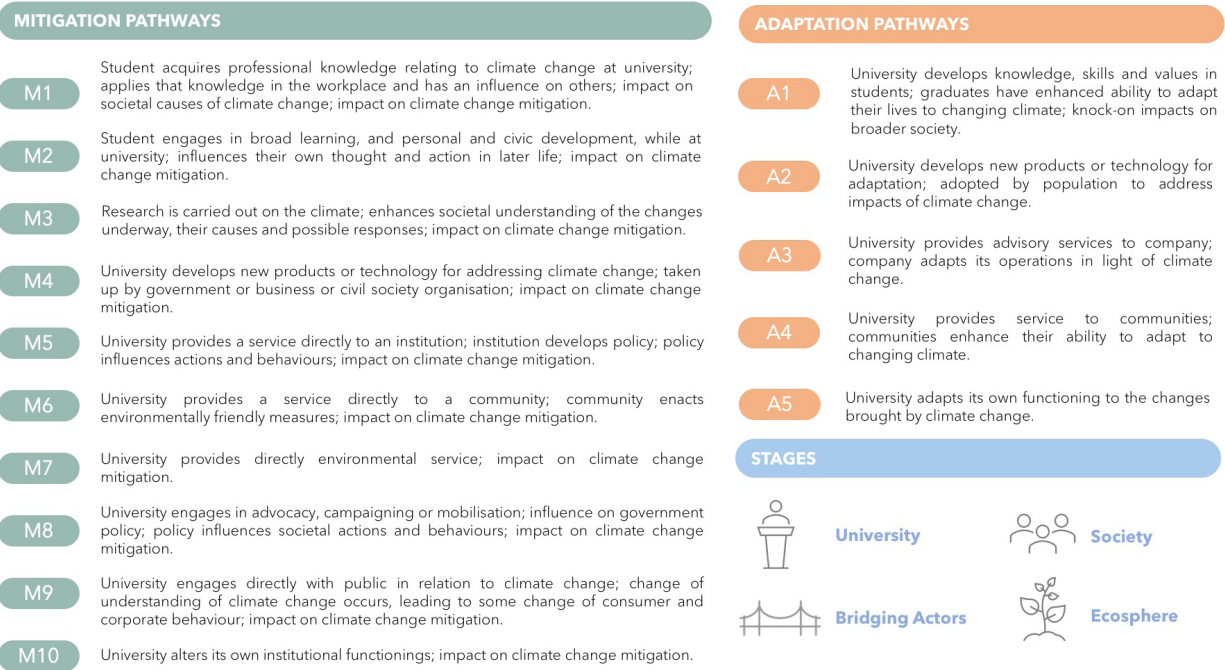 MITIGATION PATHWAYS
M1
Student acquires professional knowledge relating to climate change at university;
applies that knowledge in the workplace and has an influence on others; impact on
societal causes of climate change; impact on climate change mitigation.
M2
Student engages in broad learning, and personal and civic development, while at
university; influences their own thought and action in later life; impact on climate
change mitigation.
M3
Research is carried out on the climate; enhances societal understanding of the changes
underway, their causes and possible responses; impact on climate change mitigation.
M4
University develops new products or technology for addressing climate change; taken
up by government or business or civil society organisation; impact on climate change
mitigation.
M5
University provides a service directly to an institution; institution develops policy; policy
influences actions and behaviours; impact on climate change mitigation.
M6
University provides a service directly to a community; community enacts
environmentally friendly measures; impact on climate change mitigation.
M7
University provides directly environmental service; impact on climate change
mitigation.
M8
University engages in advocacy, campaigning or mobilisation; influence on government
policy; policy influences societal actions and behaviours; impact on climate change
mitigation.
M9
University engages directly with public in relation to climate change; change of
understanding of climate change occurs, leading to some change of consumer and
corporate behaviour; impact on climate change mitigation.
M10
University alters its own institutional functionings; impact on climate change mitigation.
ADAPTATION PATHWAYS
A1
University develops knowledge, skills and values in
students; graduates have enhanced ability to adapt
their lives to changing climate; knock-on impacts on
broader society.
A2
University develops new products or technology for
adaptation; adopted by population to address
impacts of climate change.
A3
University provides advisory services to company;
company adapts its operations in light of climate
change.
A4
University provides service to communities;
communities enhance their ability to adapt to
changing climate.
A5
University adapts its own functioning to the changes
brought by climate change.
STAGES
University
Society
Bridging Actors
Ecosphere